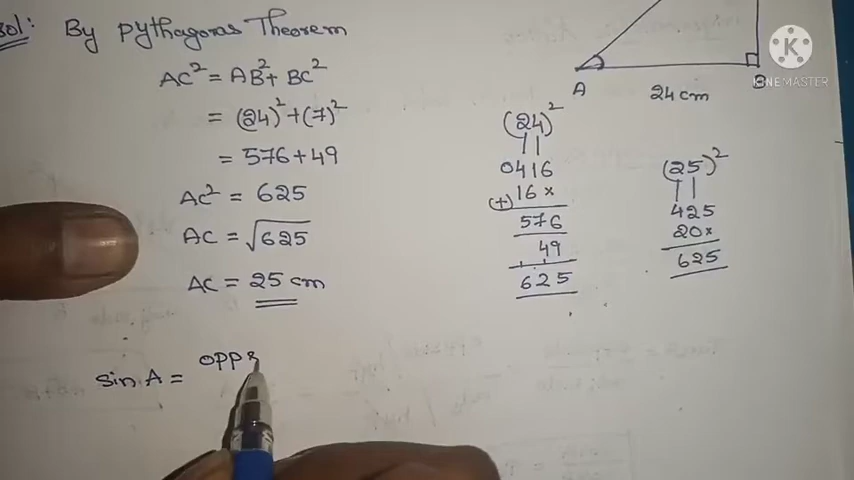 Sol: By Pythagoras Theorem
AC² = AB² + BC²
= (24)² + (7)²
= 576 + 49
AC² = 625
AC = √625
AC = 25 cm
sin A = opp s
A
B
24 cm
(24)²
0416
(+) 16×
576
49
625
(25)²
425
20×
625
K
KINEMASTER